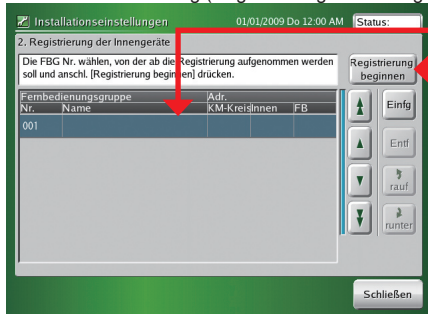 Installationseinstellungen 01/01/2009 Do 12:00 AM Status:
2. Registrierung der Innengeräte
Die FBG Nr. wählen, von der ab die Registrierung aufgenommen werden
soll und anschl. [Registrierung beginnen] drücken.
Registrierung
beginnen
Fernbedienungsgruppe Adr.
Nr. Name KM-Kreis Innen FB
001
Einfg
Entf
rauf
runter
Schließen